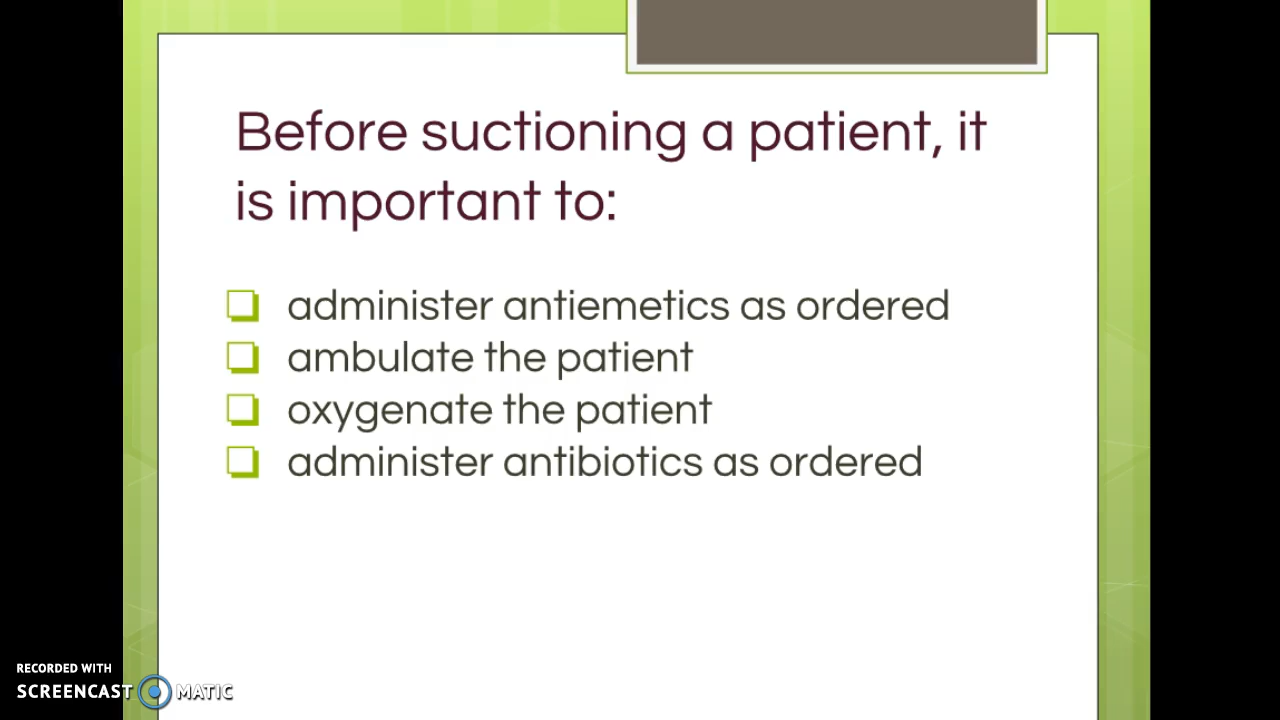 Before suctioning a patient, it
is important to:
administer antiemetics as ordered
ambulate the patient
oxygenate the patient
administer antibiotics as ordered
RECORDED WITH
SCREENCAST MATIC